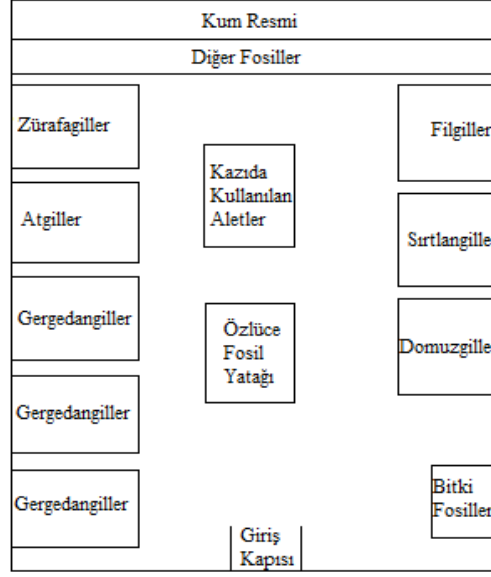 Kum Resmi
Diğer Fosiller
Zürafagiller
Filgiller
Kazıda
Kullanılan
Aletler
Atgiller
Sırtlangille
Gergedangiller
Özlüce
Fosil
Yatağı
Domuzgille
Gergedangiller
Gergedangiller
Bitki
Fosiller
Giriş
Kapısı